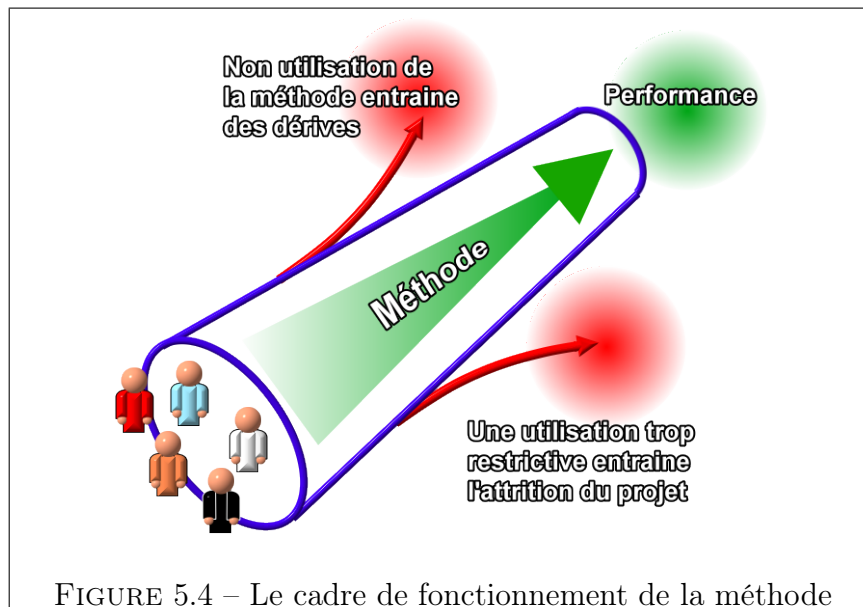 Non utilisation de
la méthode entraine
des dérives
Performance
Méthode
Une utilisation trop
restrictive entraine
l'attrition du projet
FIGURE 5.4 – Le cadre de fonctionnement de la méthode